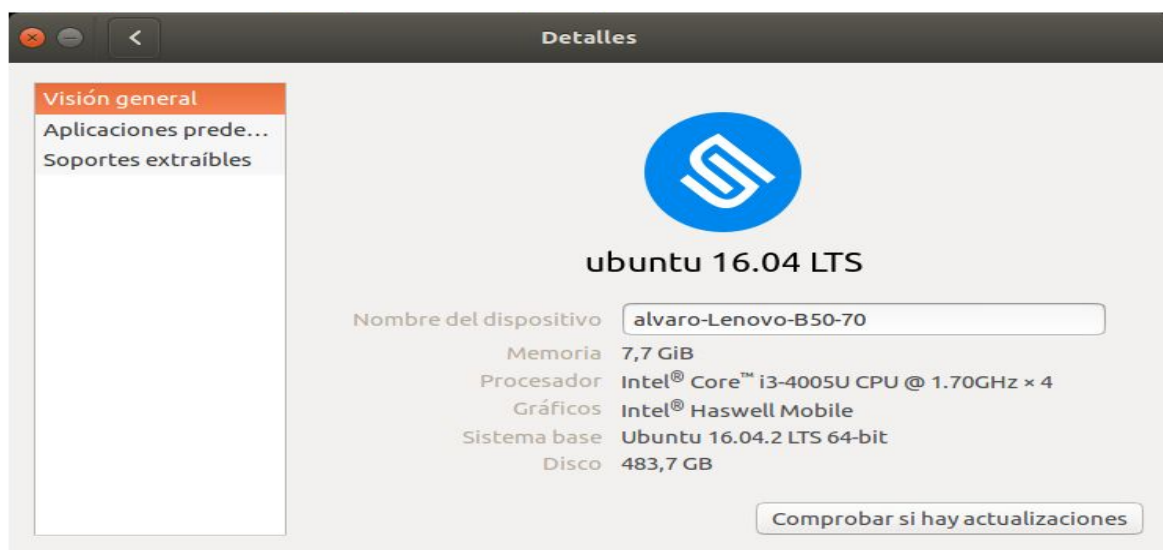 Detalles
Visión general
Aplicaciones prede...
Soportes extraíbles
ubuntu 16.04 LTS
Nombre del dispositivo alvaro-Lenovo-B50-70
Memoria 7,7 GiB
Procesador Intel® Core™ i3-4005U CPU @ 1.70GHz × 4
Gráficos Intel® Haswell Mobile
Sistema base Ubuntu 16.04.2 LTS 64-bit
Disco 483,7 GB
Comprobar si hay actualizaciones